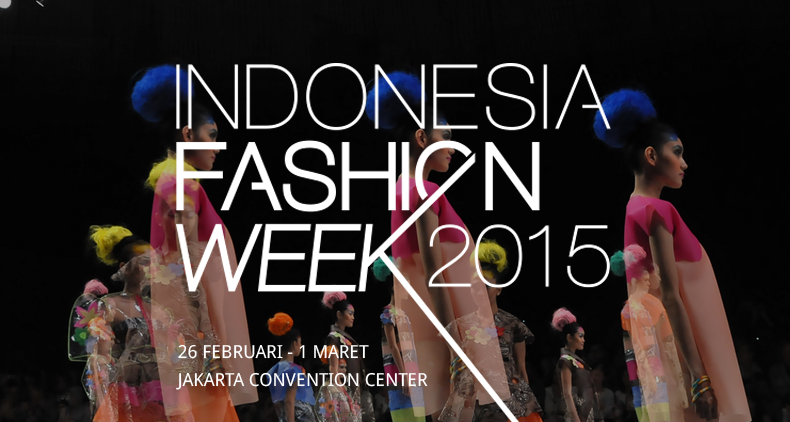 INDONESIA
FASHION
WEEK 2015
26 FEBRUARI - 1 MARET
JAKARTA CONVENTION CENTER